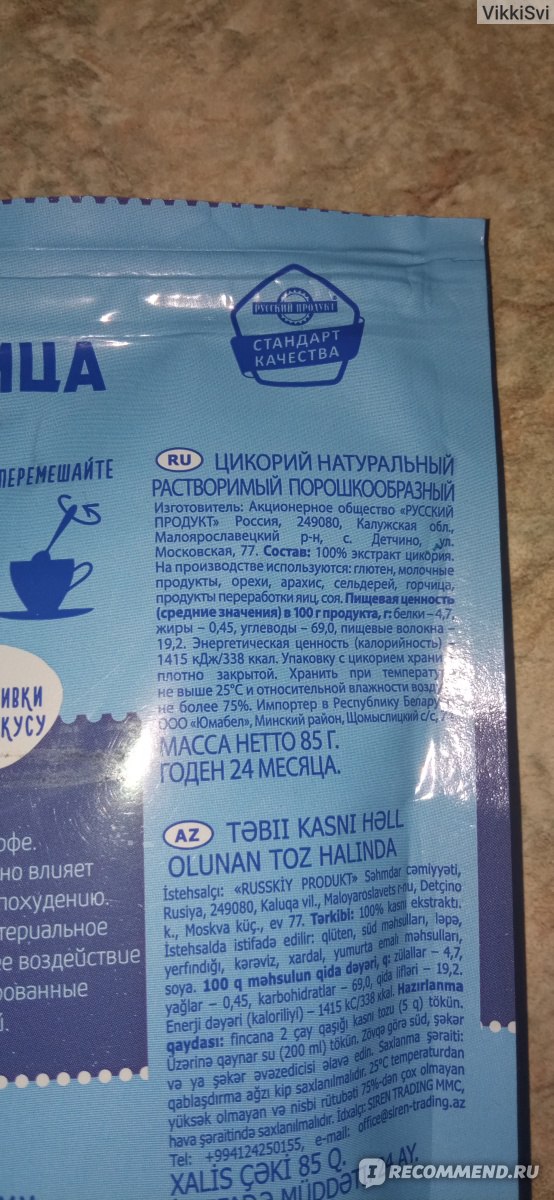 VikkiSvi
РУССКИЙ ПРОДУКТ
СТАНДАРТ
КАЧЕСТВА
ИЦА
ПЕРЕМЕШАЙТЕ
RU ЦИКОРИЙ НАТУРАЛЬНЫЙ
РАСТВОРИМЫЙ ПОРОШКООБРАЗНЫЙ
Изготовитель: Акционерное общество «РУССКИЙ
ПРОДУКТ» Россия, 249080, Калужская обл.,
Малоярославецкий р-н, с. Детчино, ул.
Московская, 77. Состав: 100% экстракт цикория.
На производстве используются: глютен, молочные
продукты, орехи, арахис, сельдерей, горчица,
продукты переработки яиц, соя. Пищевая ценность
(средние значения) в 100 г продукта, г: белки – 4,7,
жиры – 0,45, углеводы – 69,0, пищевые волокна –
19,2. Энергетическая ценность (калорийность) –
1415 кДж/338 ккал. Упаковку с цикорием храни
плотно закрытой. Хранить при температур
не выше 25°С и относительной влажности возду
не более 75%. Импортер в Республику Беларус
ООО «Юмабел», Минский район, Щомыслицкий с/с,
МАССА НЕТТО 85 Г.
ГОДЕН 24 МЕСЯЦА.
ИВКИ
КУСУ
офе.
но влияет
похудению.
териальное
ее воздействие
рованные
й.
AZ TƏBII KASNI HƏLL
OLUNAN TOZ HALINDA
İstehsalçı: «RUSSKİY PRODUKT» Səhmdar cəmiyyəti,
Rusiya, 249080, Kaluqa vil., Maloyaroslavets r-nu, Detçino
k., Moskva küç., ev 77. Tərkibi: 100% kasnı ekstraktı.
İstehsalda istifadə edilir: qlüten, süd məhsulları, ləpə,
yerfındığı, kərəviz, xardal, yumurta emalı məhsulları,
soya. 100 q məhsulun qida dəyəri, q: zülallar – 4,7,
yağlar – 0,45, karbohidratlar – 69,0, qida lifləri – 19,2.
Enerji dəyəri (kaloriliyi) – 1415 kC/338 kkal. Hazırlanma
qaydası: fincana 2 çay qaşığı kasnı tozu (5 q) tökün.
Üzərinə qaynar su (200 ml) tökün. Zövqə görə süd, şəkər
və ya şəkər əvəzedicisi əlavə edin. Saxlanma şəraiti:
qablaşdırma ağzı kip saxlanılmalıdır, 25°C temperaturdan
yüksək olmayan və nisbi rütubəti 75%-dən çox olmayan
hava şəraitində saxlanılmalıdır. İdxalçı: SIREN TRADING MMC,
Tel: +994124250155, e-mail: office@siren-trading.az
XALİS ÇƏKİ 85 Q.
MÜDDƏT 24 AY.
IRECOMMEND.RU